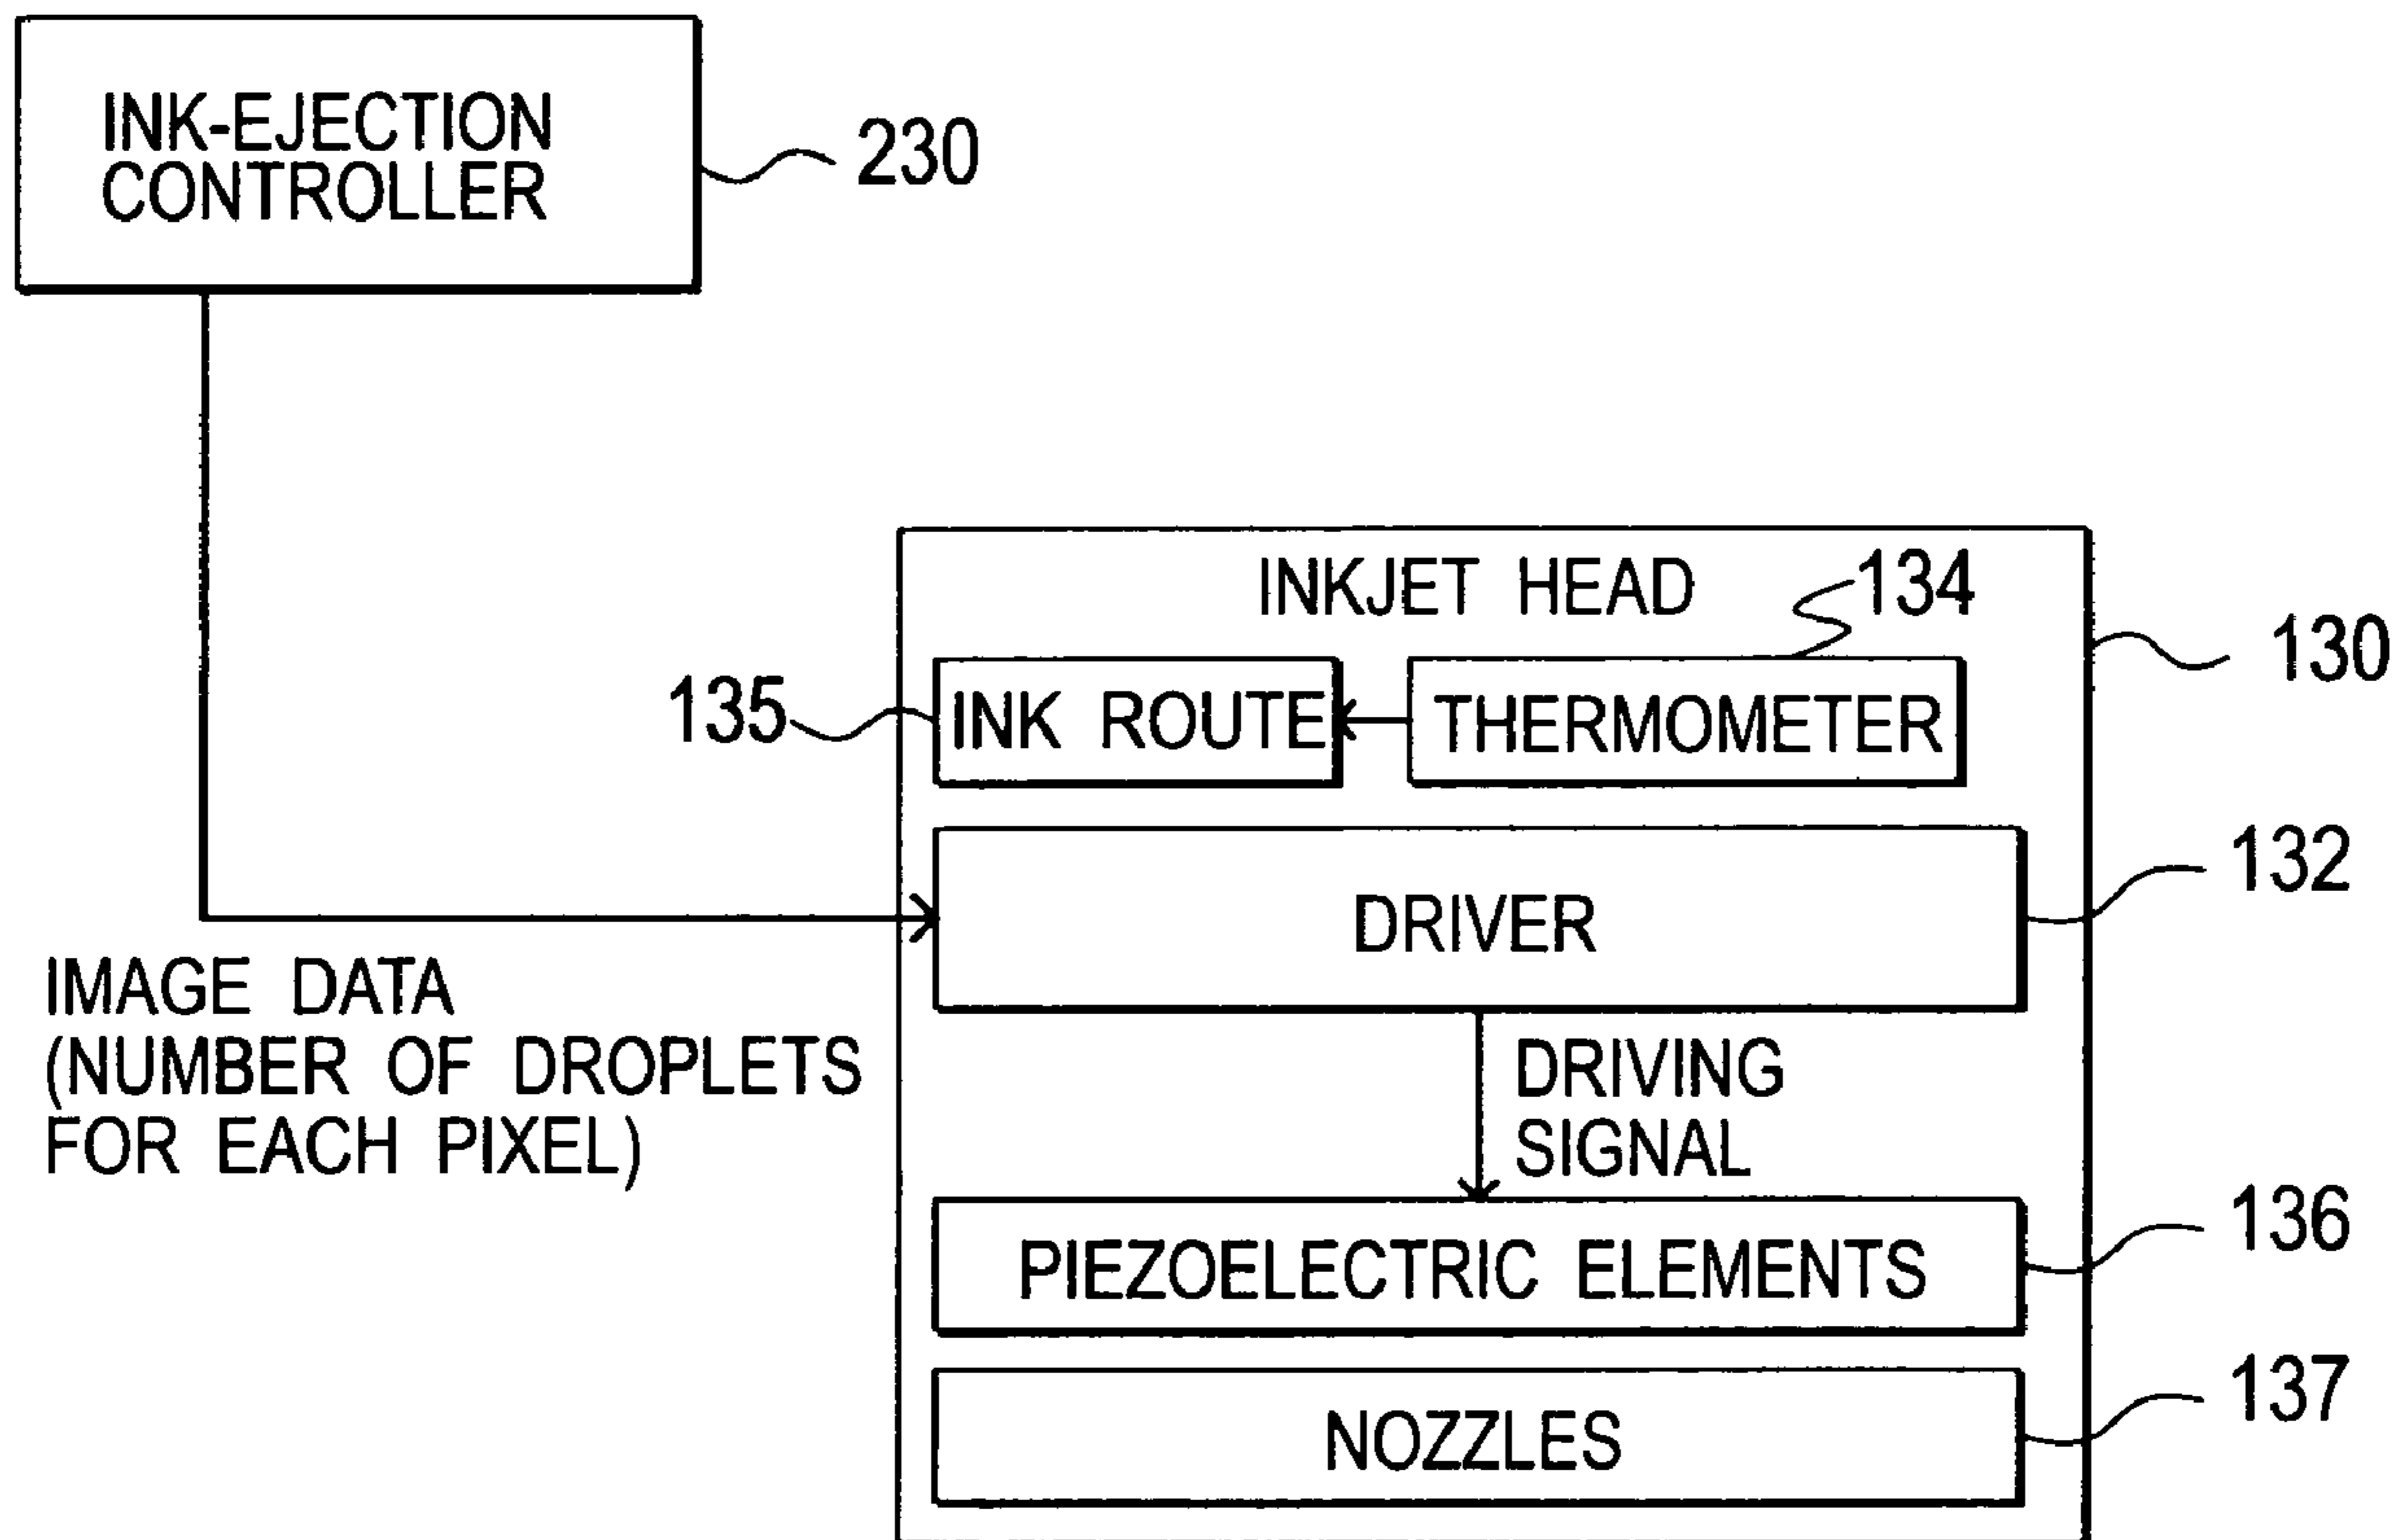 INK-EJECTION
CONTROLLER
230
INKJET HEAD
134
130
135
INK ROUTE
THERMOMETER
132
DRIVER
IMAGE DATA
(NUMBER OF DROPLETS
FOR EACH PIXEL)
DRIVING
SIGNAL
136
PIEZOELECTRIC ELEMENTS
137
NOZZLES